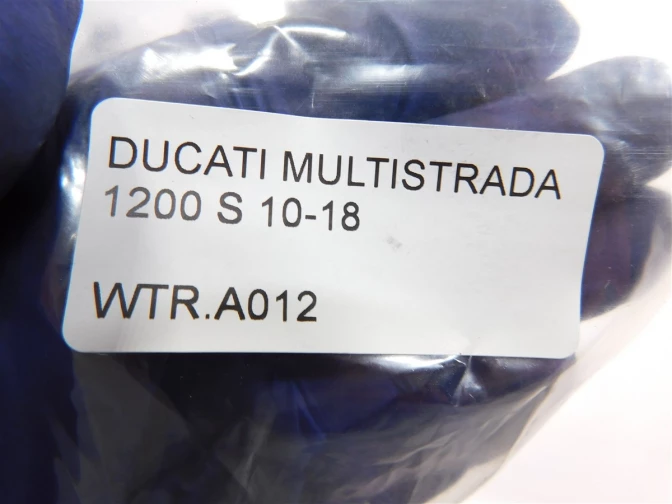 DUCATI MULTISTRADA
1200 S 10-18
WTR.A012